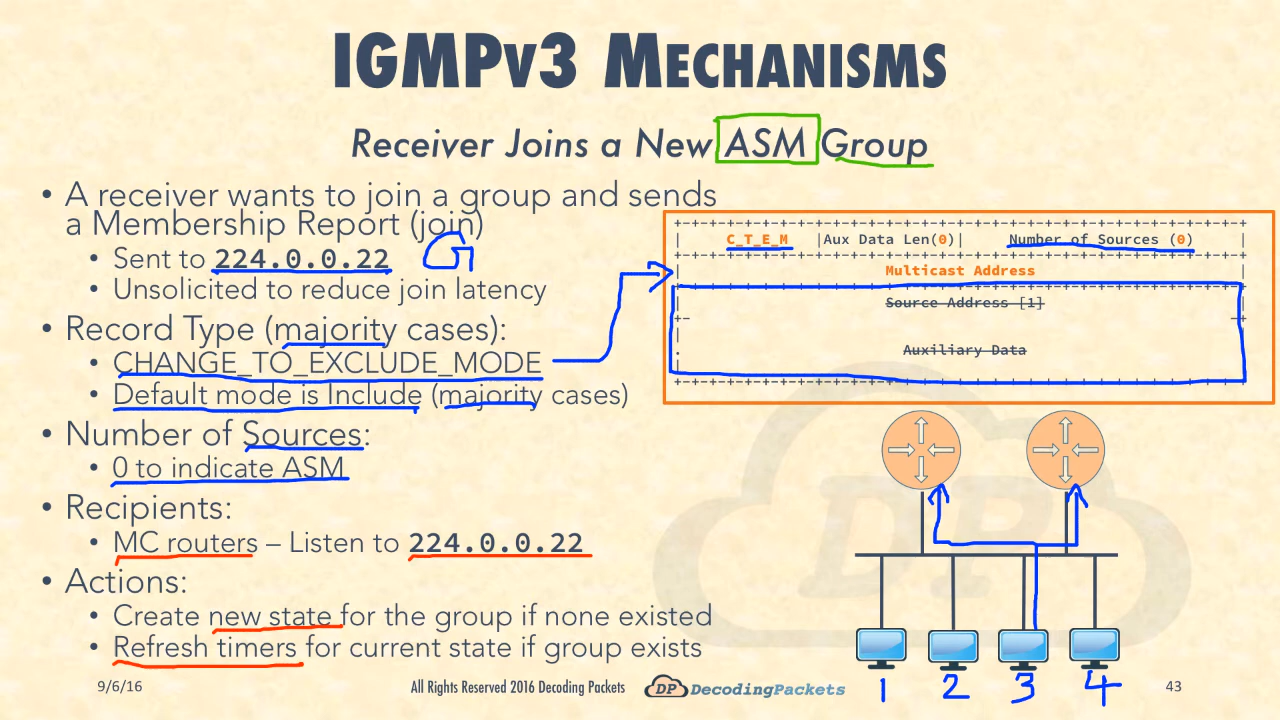 IGMPv3 Mechanisms
Receiver Joins a New ASM Group
• A receiver wants to join a group and sends
a Membership Report (join)
• Sent to 224.0.0.22
G
• Unsolicited to reduce join latency
• Record Type (majority cases):
• CHANGE_TO_EXCLUDE_MODE
• Default mode is Include (majority cases)
• Number of Sources:
• 0 to indicate ASM
• Recipients:
• MC routers – Listen to 224.0.0.22
• Actions:
• Create new state for the group if none existed
• Refresh timers for current state if group exists
| C_T_E_M |Aux Data Len(0)| Number of Sources (0) |
Multicast Address
Source Address [1]
Auxiliary Data
DP
1 2 3 4
9/6/16
All Rights Reserved 2016 Decoding Packets
DP DecodingPackets
43